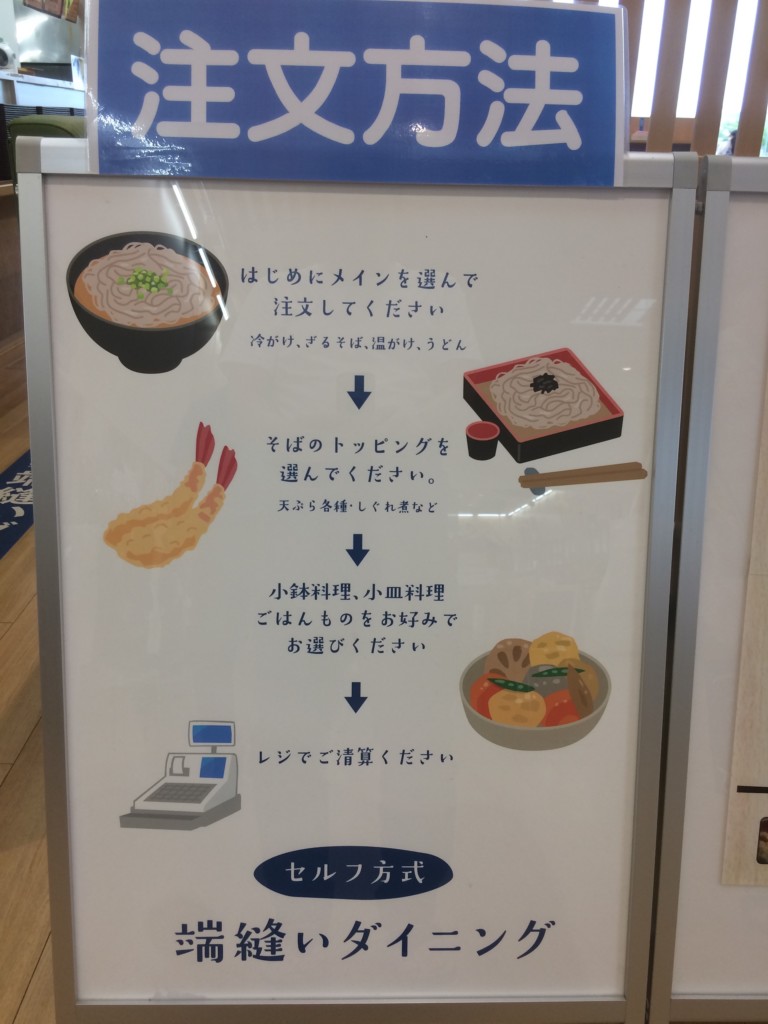 注文方法
はじめにメインを選んで
注文してください
冷がけ、ざるそば、温がけ、うどん
そばのトッピングを
選んでください。
天ぷら各種・しぐれ煮など
小鉢料理、小皿料理
ごはんものをお好みで
お選びください
レジでご清算ください
セルフ方式
端縫いダイニング
端縫いダ